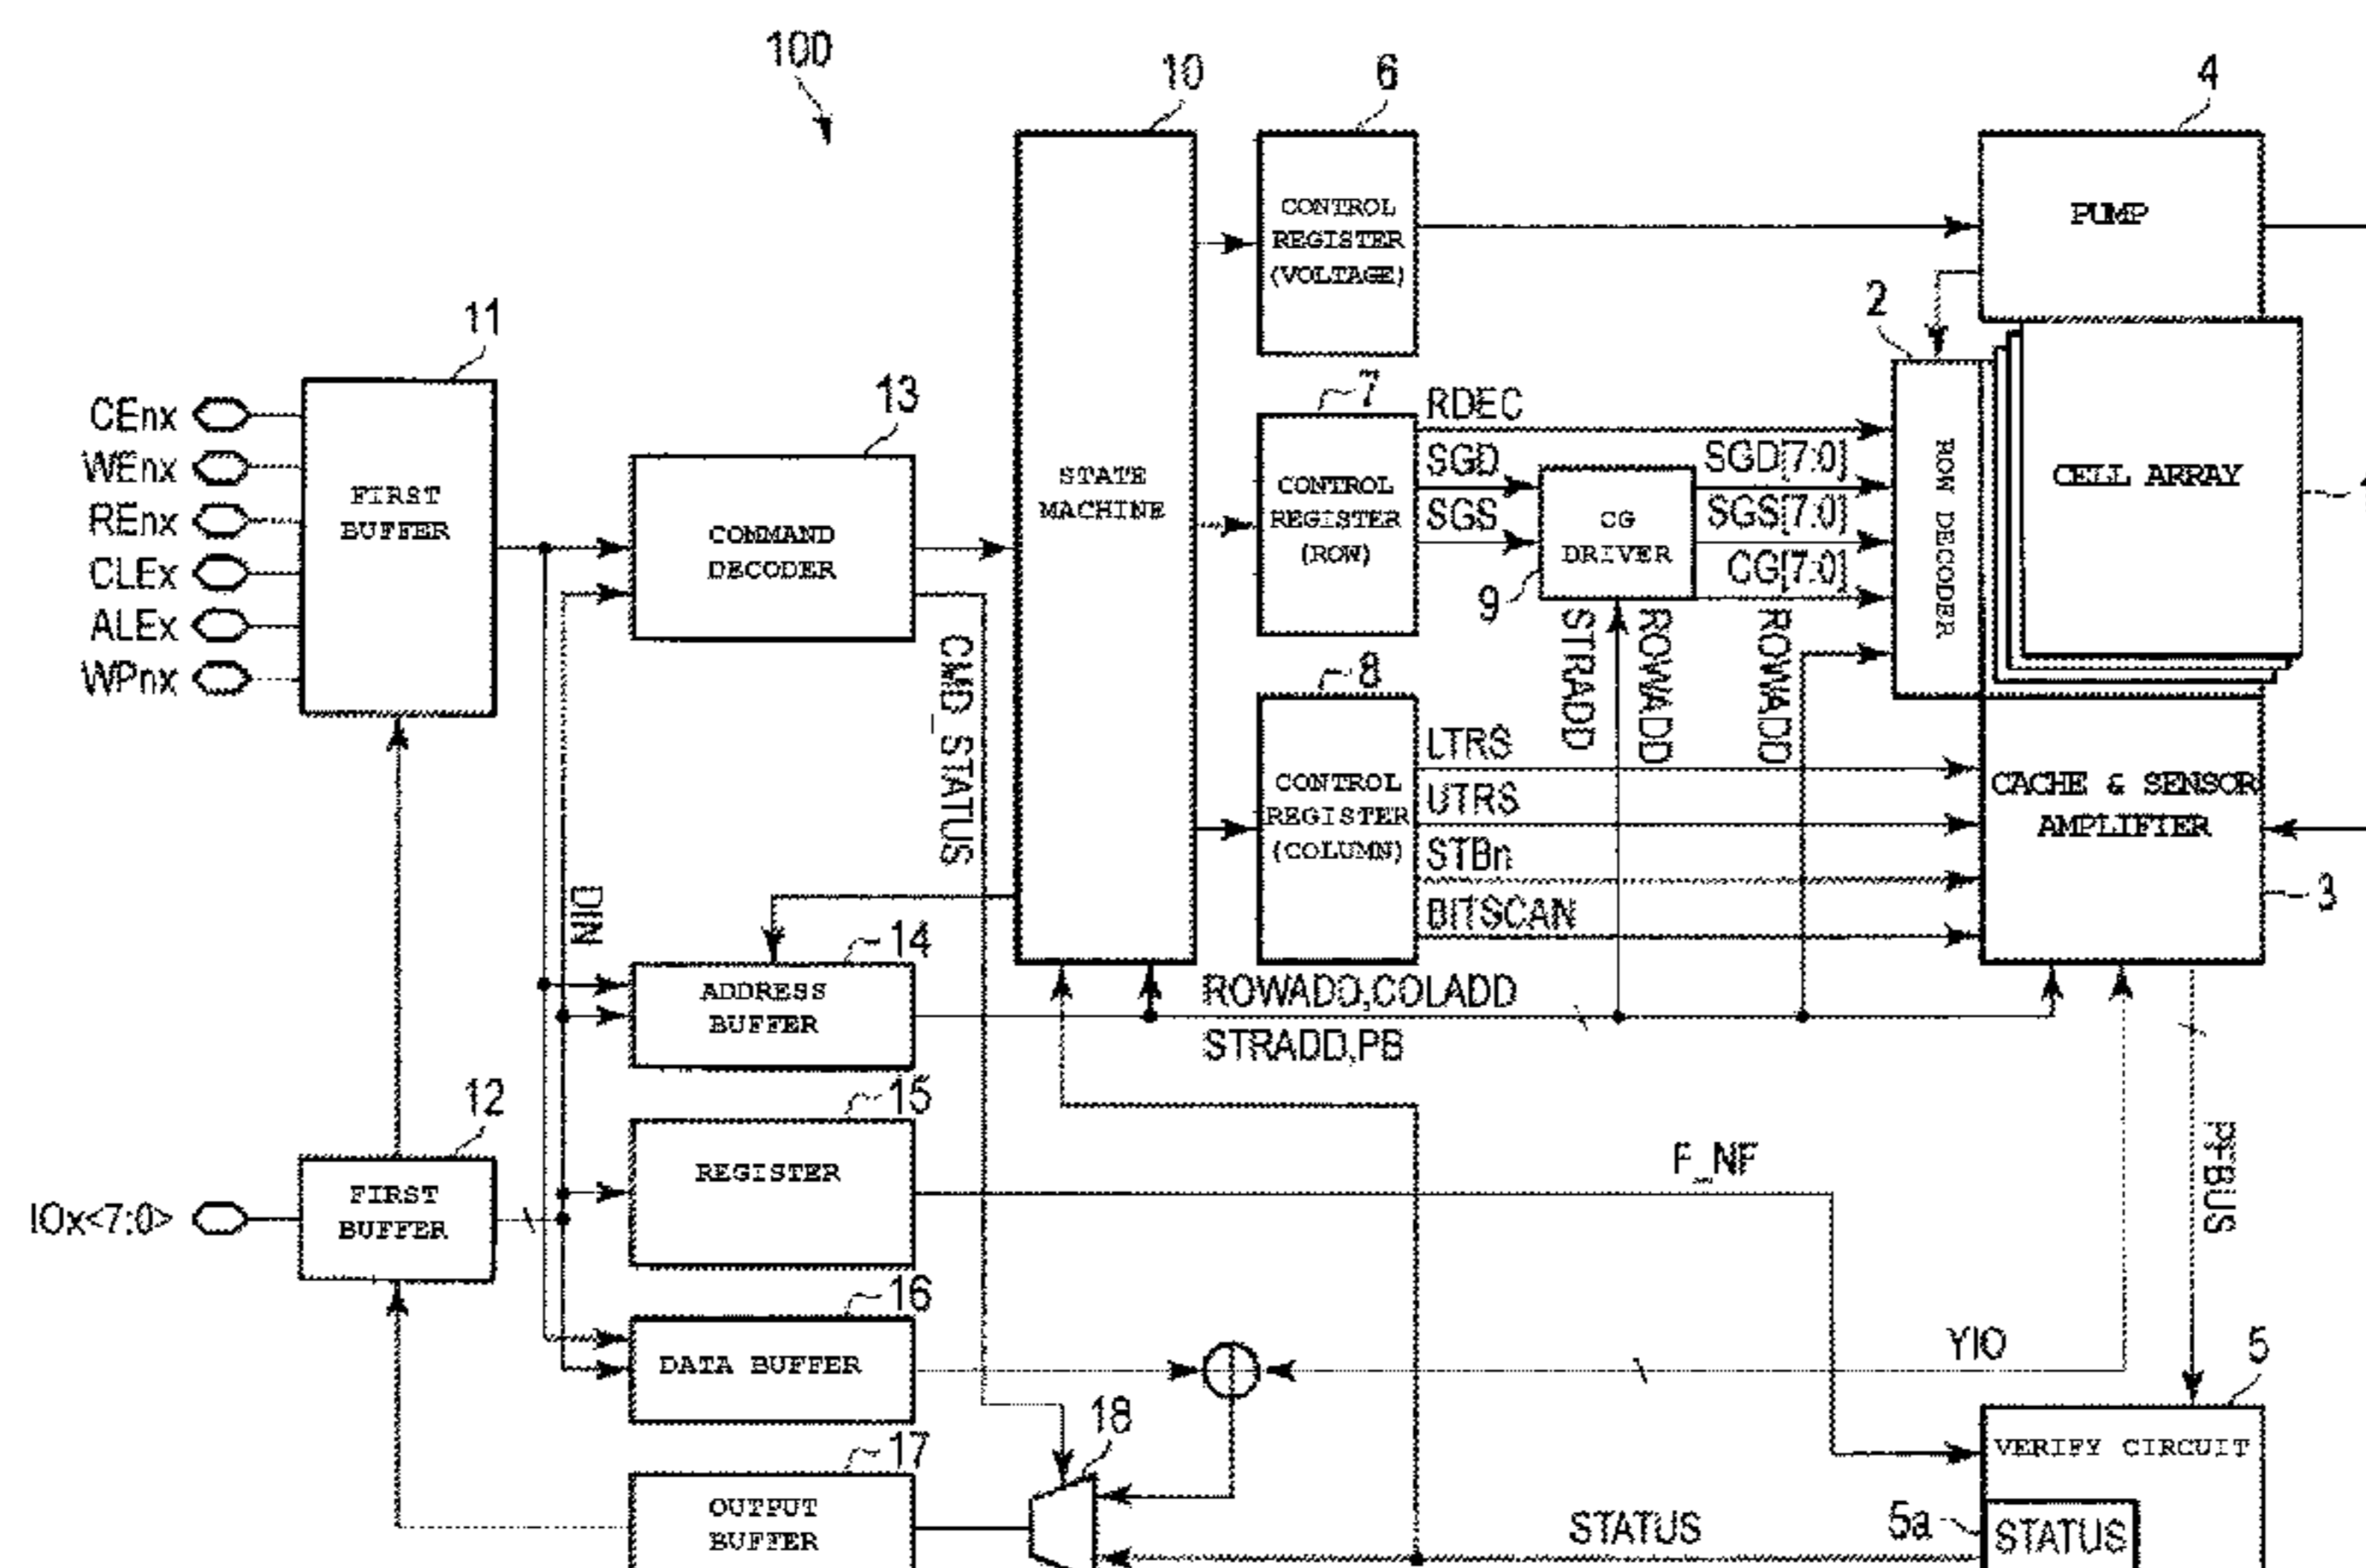 100
10
6
4
CONTROL
REGISTER
(VOLTAGE)
PUMP
2
11
CEnx
WEnx
REnx
CLEx
ALEx
WPnx
FIRST
BUFFER
13
COMMAND
DECODER
STATE
MACHINE
7
CONTROL
REGISTER
(ROW)
RDEC
SGD
SGS
CG
DRIVER
9
SGD[7:0]
SGS[7:0]
CG[7:0]
ROW DECODER
CELL ARRAY
STRADD
ROWADD
ROWADD
CMD_STATUS
8
CONTROL
REGISTER
(COLUMN)
LTRS
UTRS
STBn
BITSCAN
CACHE & SENSOR
AMPLIFTER
3
DIN
14
ADDRESS
BUFFER
ROWADD,COLADD
STRADD,PB
12
IOx<7:0>
FIRST
BUFFER
15
REGISTER
F_NF
PFBUS
16
DATA BUFFER
YIO
5
18
VERIFY CIRCUIT
17
OUTPUT
BUFFER
STATUS
5a
STATUS